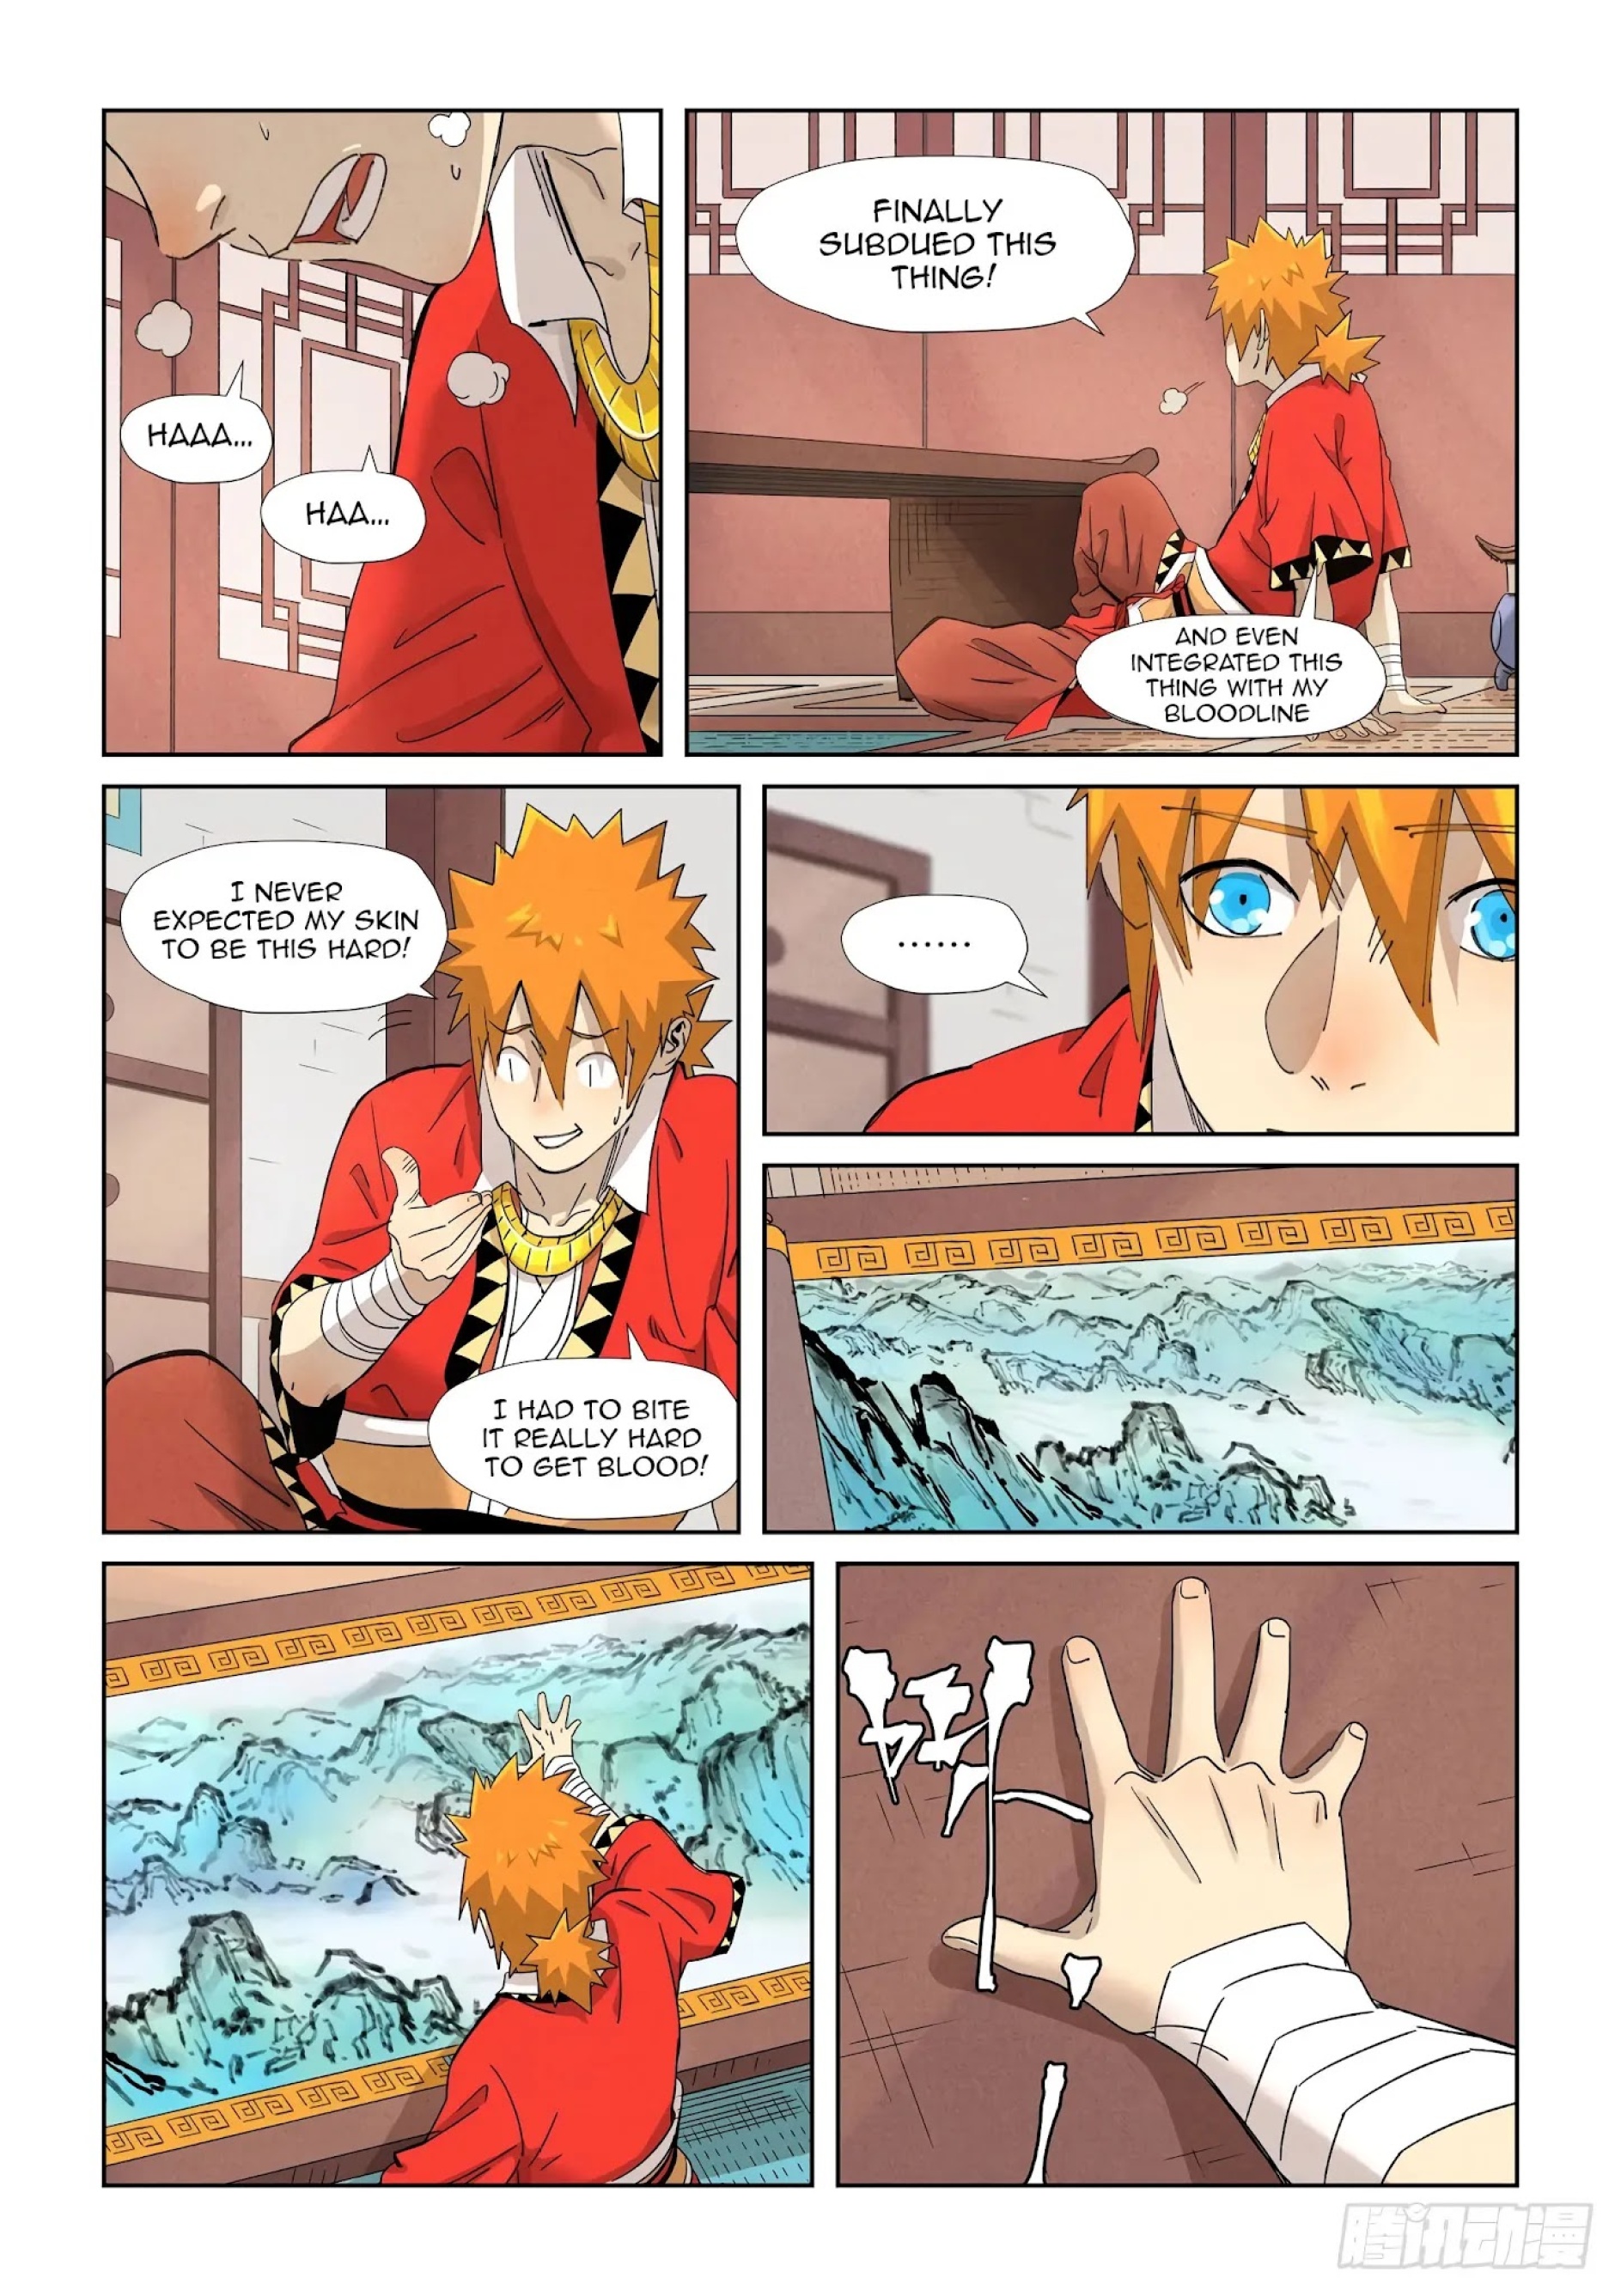 HAAA...
HAA...
FINALLY
SUBDUED THIS
THING!
AND EVEN
INTEGRATED THIS
THING WITH MY
BLOODLINE
I NEVER
EXPECTED MY SKIN
TO BE THIS HARD!
I HAD TO BITE
IT REALLY HARD
TO GET BLOOD!
......
腾讯动漫